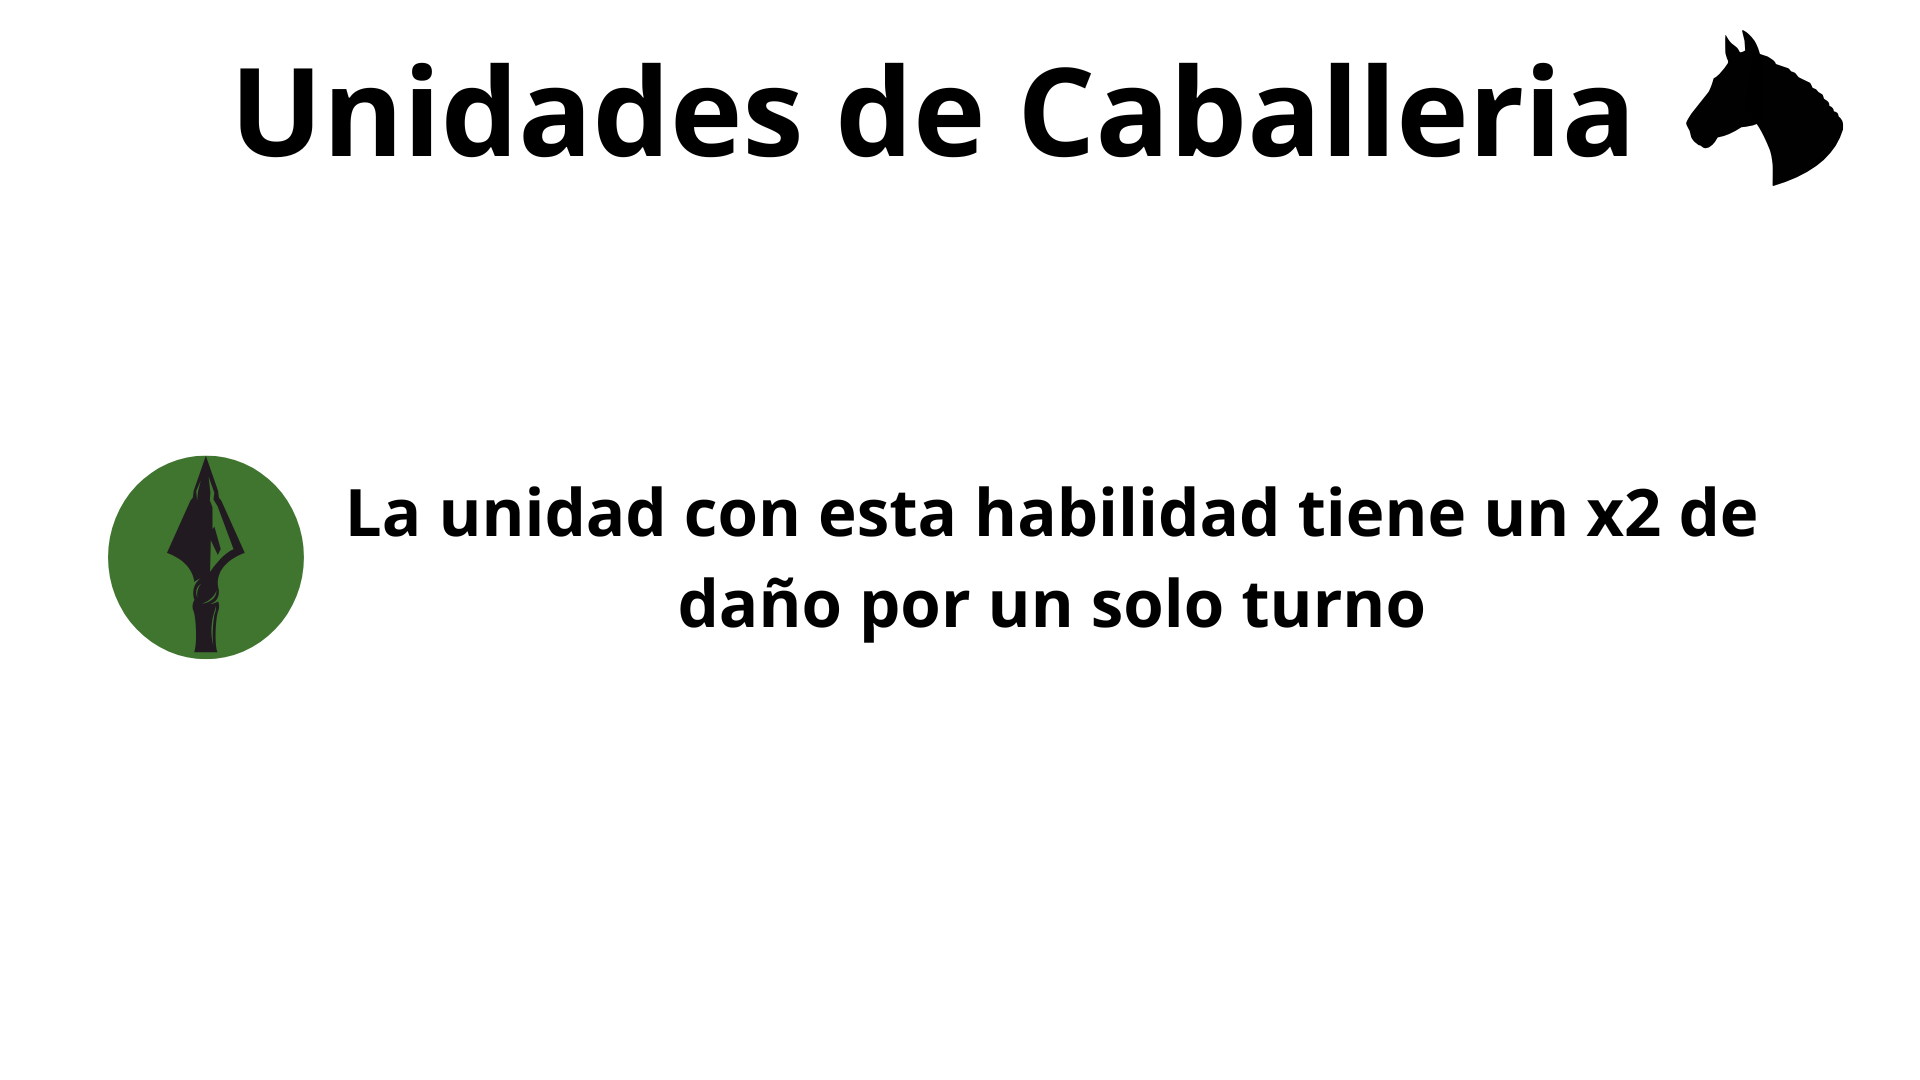 Unidades de Caballeria
La unidad con esta habilidad tiene un x2 de
daño por un solo turno